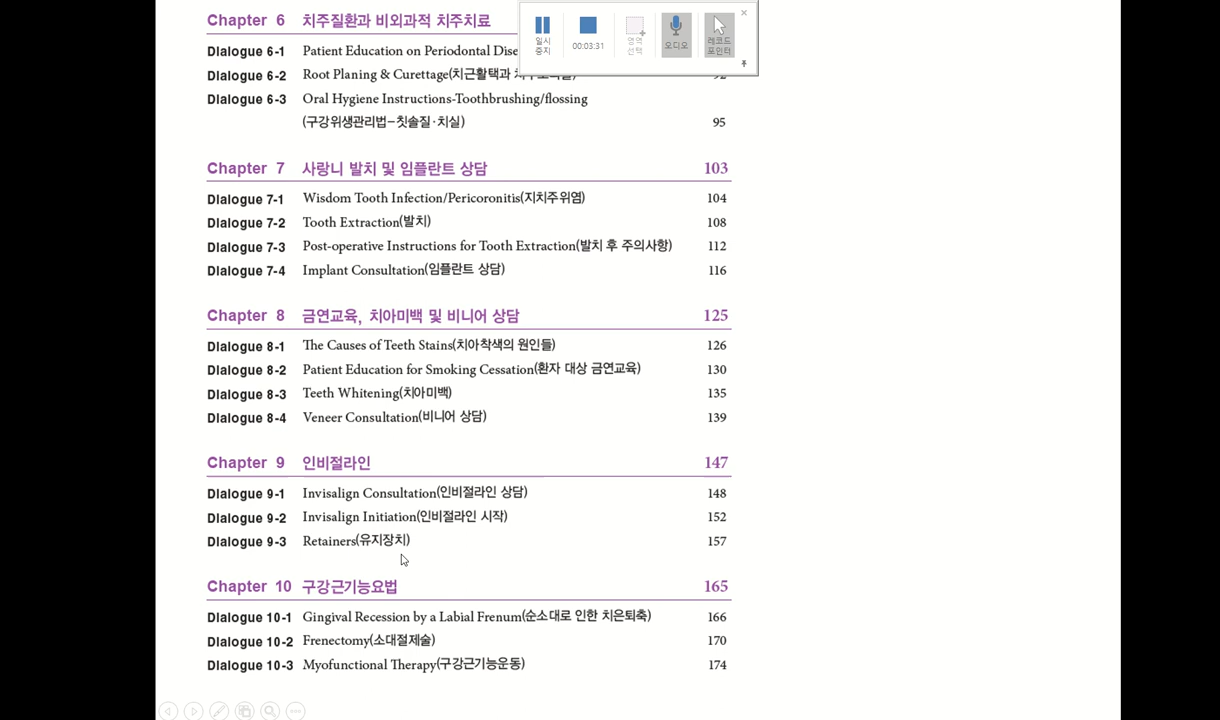 Chapter 6 치주질환과 비외과적 치주치료
일시
중지
00:03:31
영역
선택
오디오
레코드
포인터
Dialogue 6-1 Patient Education on Periodontal Dise
Dialogue 6-2 Root Planing & Curettage(치근활택과 92
Dialogue 6-3 Oral Hygiene Instructions-Toothbrushing/flossing
(구강위생관리법–칫솔질·치실) 95
Chapter 7 사랑니 발치 및 임플란트 상담 103
Dialogue 7-1 Wisdom Tooth Infection/Pericoronitis(지치주위염) 104
Dialogue 7-2 Tooth Extraction(발치) 108
Dialogue 7-3 Post-operative Instructions for Tooth Extraction(발치 후 주의사항) 112
Dialogue 7-4 Implant Consultation(임플란트 상담) 116
Chapter 8 금연교육, 치아미백 및 비니어 상담 125
Dialogue 8-1 The Causes of Teeth Stains(치아착색의 원인들) 126
Dialogue 8-2 Patient Education for Smoking Cessation(환자 대상 금연교육) 130
Dialogue 8-3 Teeth Whitening(치아미백) 135
Dialogue 8-4 Veneer Consultation(비니어 상담) 139
Chapter 9 인비절라인 147
Dialogue 9-1 Invisalign Consultation(인비절라인 상담) 148
Dialogue 9-2 Invisalign Initiation(인비절라인 시작) 152
Dialogue 9-3 Retainers(유지장치) 157
Chapter 10 구강근기능요법 165
Dialogue 10-1 Gingival Recession by a Labial Frenum(순소대로 인한 치은퇴축) 166
Dialogue 10-2 Frenectomy(소대절제술) 170
Dialogue 10-3 Myofunctional Therapy(구강근기능운동) 174